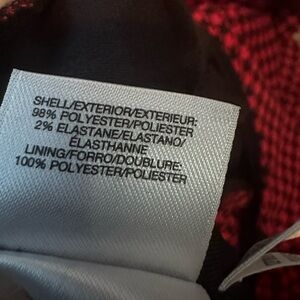 SHELL/EXTERIOR/EXTERIEUR:
98% POLYESTER/POLIESTER
2% ELASTANE/ELASTANO/
ÉLASTHANNE
LINING/FORRO/DOUBLURE:
100% POLYESTER/POLIESTER